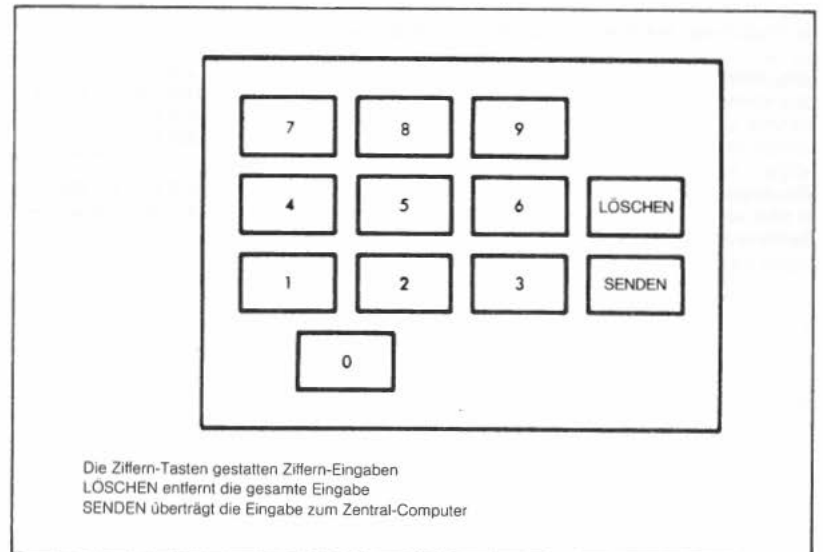 7 8 9
4 5 6 LÖSCHEN
1 2 3 SENDEN
0
Die Ziffern-Tasten gestatten Ziffern-Eingaben
LÖSCHEN entfernt die gesamte Eingabe
SENDEN überträgt die Eingabe zum Zentral-Computer